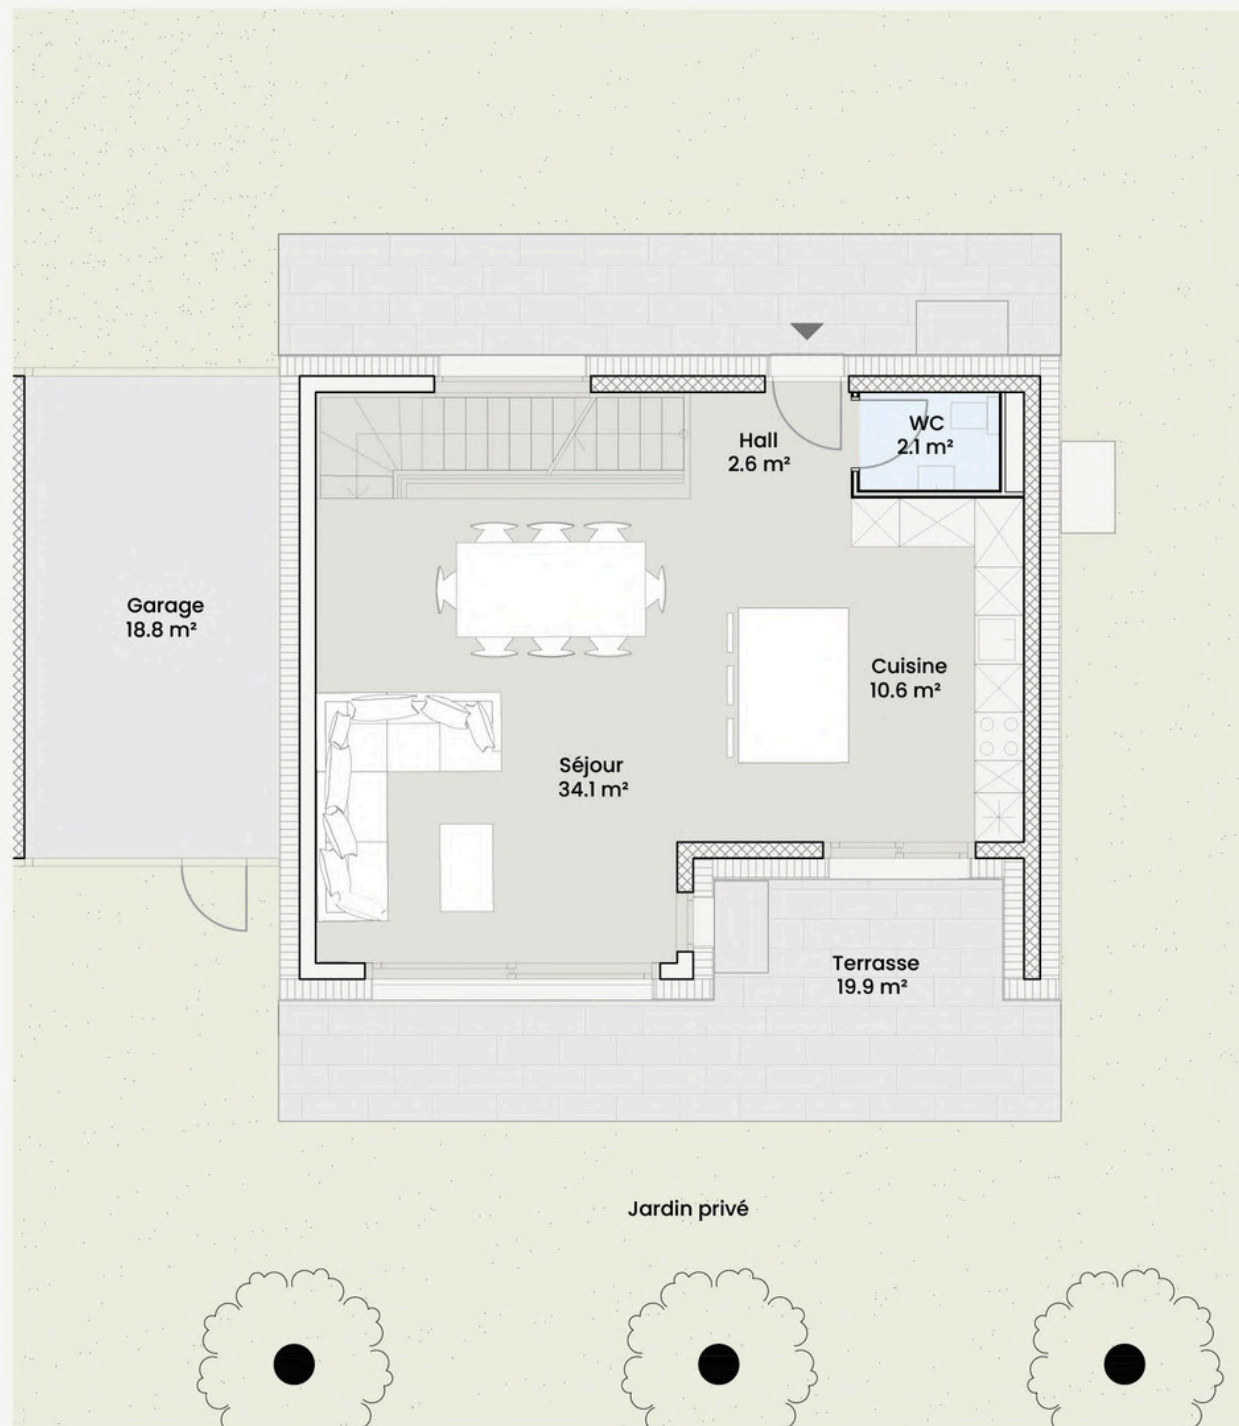 WC
2.1 m²
Hall
2.6 m²
Garage
18.8 m²
Cuisine
10.6 m²
Séjour
34.1 m²
Terrasse
19.9 m²
Jardin privé